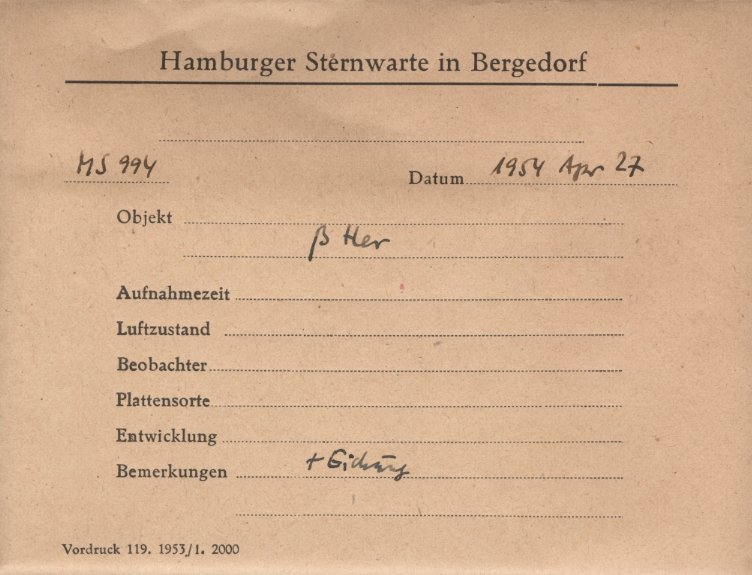 Hamburger Sternwarte in Bergedorf
MS 994
Datum 1954 Apr 27
Objekt
β Her
Aufnahmezeit
Luftzustand
Beobachter
Plattensorte
Entwicklung
Bemerkungen + Eichung
Vordruck 119. 1953/1. 2000